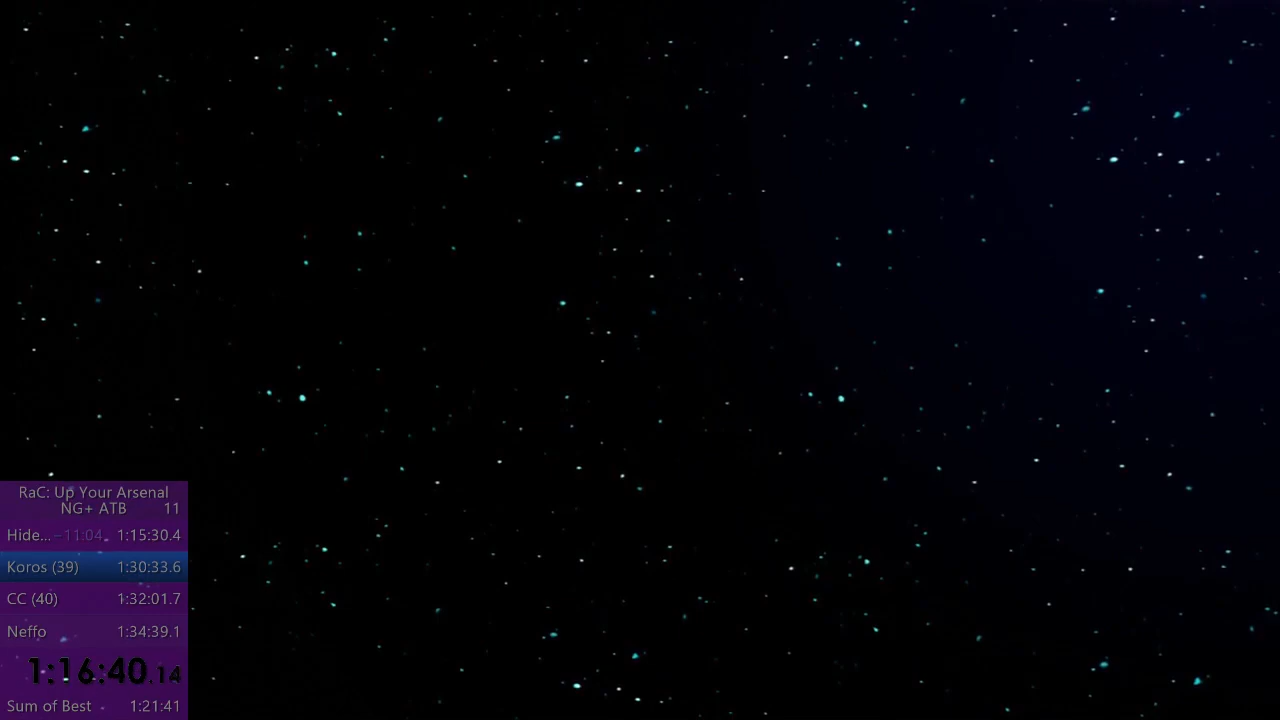 RaC: Up Your Arsenal
NG+ ATB 11
Hide... -11:04 1:15:30.4
Koros (39) 1:30:33.6
CC (40) 1:32:01.7
Neffo 1:34:39.1
1:16:40.14
Sum of Best 1:21:41